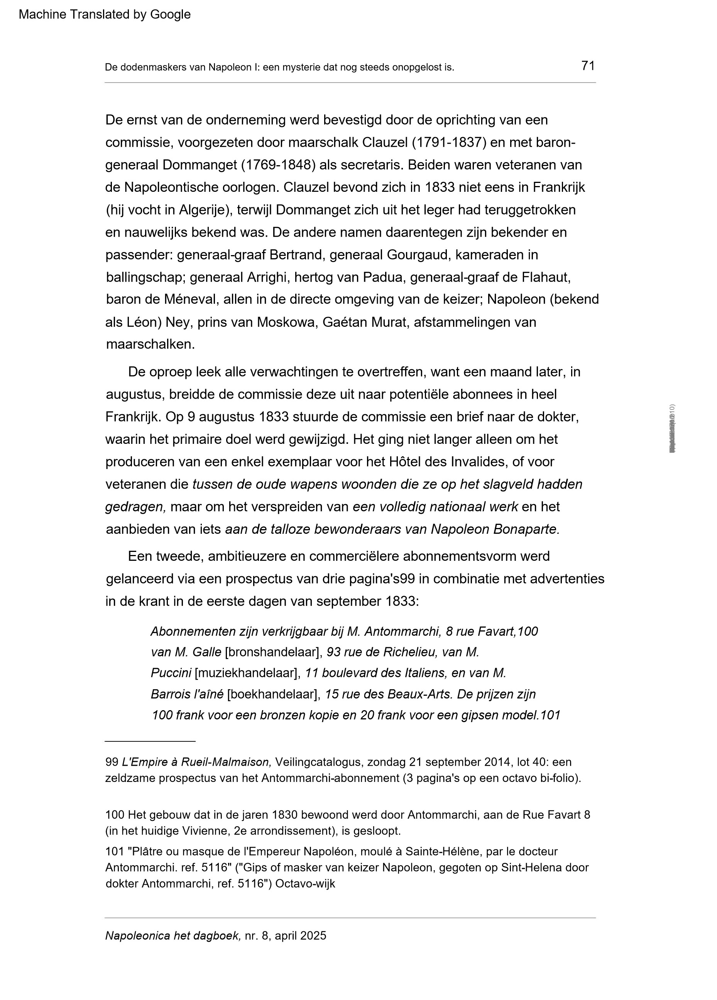 Machine Translated by Google
De dodenmaskers van Napoleon I: een mysterie dat nog steeds onopgelost is.
71
De ernst van de onderneming werd bevestigd door de oprichting van een
commissie, voorgezeten door maarschalk Clauzel (1791-1837) en met baron-
generaal Dommanget (1769-1848) als secretaris. Beiden waren veteranen van
de Napoleontische oorlogen. Clauzel bevond zich in 1833 niet eens in Frankrijk
(hij vocht in Algerije), terwijl Dommanget zich uit het leger had teruggetrokken
en nauwelijks bekend was. De andere namen daarentegen zijn bekender en
passender: generaal-graaf Bertrand, generaal Gourgaud, kameraden in
ballingschap; generaal Arrighi, hertog van Padua, generaal-graaf de Flahaut,
baron de Méneval, allen in de directe omgeving van de keizer; Napoleon (bekend
als Léon) Ney, prins van Moskowa, Gaétan Murat, afstammelingen van
maarschalken.
De oproep leek alle verwachtingen te overtreffen, want een maand later, in
augustus, breidde de commissie deze uit naar potentiële abonnees in heel
Frankrijk. Op 9 augustus 1833 stuurde de commissie een brief naar de dokter,
waarin het primaire doel werd gewijzigd. Het ging niet langer alleen om het
produceren van een enkel exemplaar voor het Hôtel des Invalides, of voor
veteranen die tussen de oude wapens woonden die ze op het slagveld hadden
gedragen, maar om het verspreiden van een volledig nationaal werk en het
aanbieden van iets aan de talloze bewonderaars van Napoleon Bonaparte.
Een tweede, ambitieuzere en commerciëlere abonnementsvorm werd
gelanceerd via een prospectus van drie pagina's99 in combinatie met advertenties
in de krant in de eerste dagen van september 1833:
Abonnementen zijn verkrijgbaar bij M. Antommarchi, 8 rue Favart,100
van M. Galle [bronshandelaar], 93 rue de Richelieu, van M.
Puccini [muziekhandelaar], 11 boulevard des Italiens, en van M.
Barrois l'aîné [boekhandelaar], 15 rue des Beaux-Arts. De prijzen zijn
100 frank voor een bronzen kopie en 20 frank voor een gipsen model.101
99 L'Empire à Rueil-Malmaison, Veilingcatalogus, zondag 21 september 2014, lot 40: een
zeldzame prospectus van het Antommarchi-abonnement (3 pagina's op een octavo bi-folio).
100 Het gebouw dat in de jaren 1830 bewoond werd door Antommarchi, aan de Rue Favart 8
(in het huidige Vivienne, 2e arrondissement), is gesloopt.
101 "Plâtre ou masque de l'Empereur Napoléon, moulé à Sainte-Hélène, par le docteur
Antommarchi. ref. 5116" ("Gips of masker van keizer Napoleon, gegoten op Sint-Helena door
dokter Antommarchi, ref. 5116") Octavo-wijk
Napoleonica het dagboek, nr. 8, april 2025